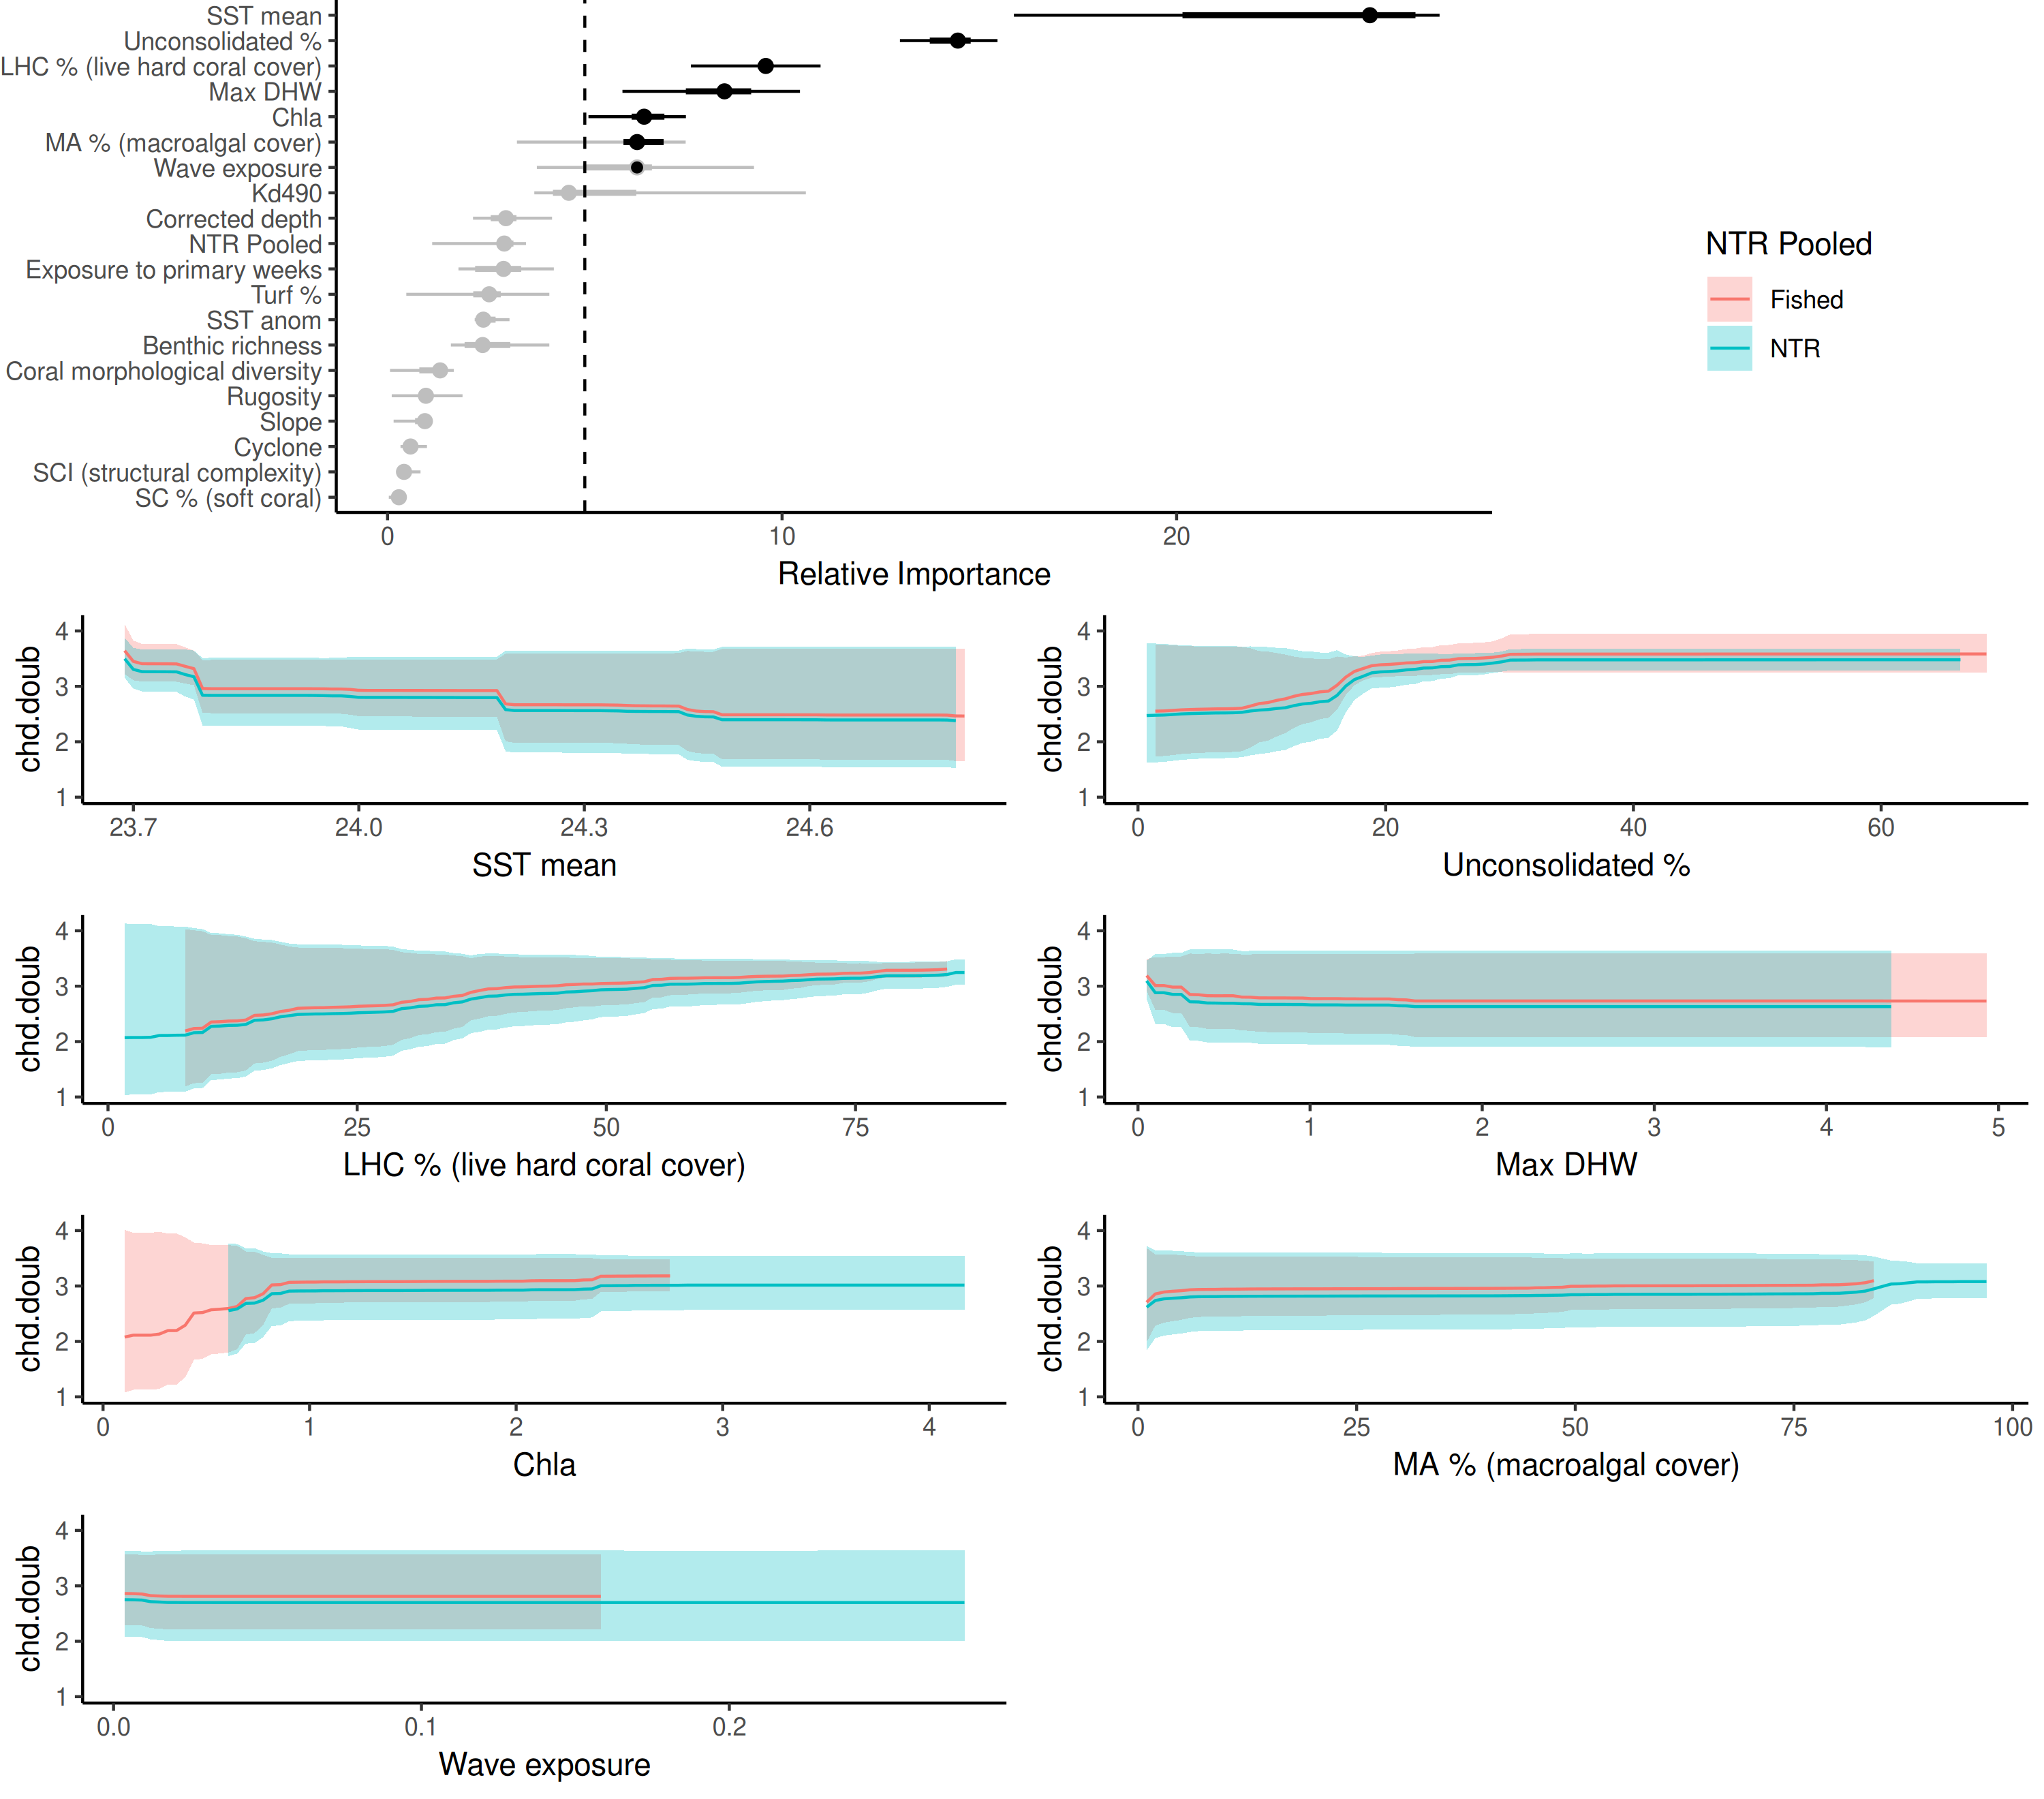 SST mean
Unconsolidated %
LHC % (live hard coral cover)
Max DHW
Chla
MA % (macroalgal cover)
Wave exposure
Kd490
Corrected depth
NTR Pooled
Exposure to primary weeks
Turf %
SST anom
Benthic richness
Coral morphological diversity
Rugosity
Slope
Cyclone
SCI (structural complexity)
SC % (soft coral)
0 10 20
Relative Importance
NTR Pooled
Fished
NTR
4
3
2
1
chd.doub
23.7 24.0 24.3 24.6
SST mean
4
3
2
1
chd.doub
0 20 40 60
Unconsolidated %
4
3
2
1
chd.doub
0 25 50 75
LHC % (live hard coral cover)
4
3
2
1
chd.doub
0 1 2 3 4 5
Max DHW
4
3
2
1
chd.doub
0 1 2 3 4
Chla
4
3
2
1
chd.doub
0 25 50 75 100
MA % (macroalgal cover)
4
3
2
1
chd.doub
0.0 0.1 0.2
Wave exposure